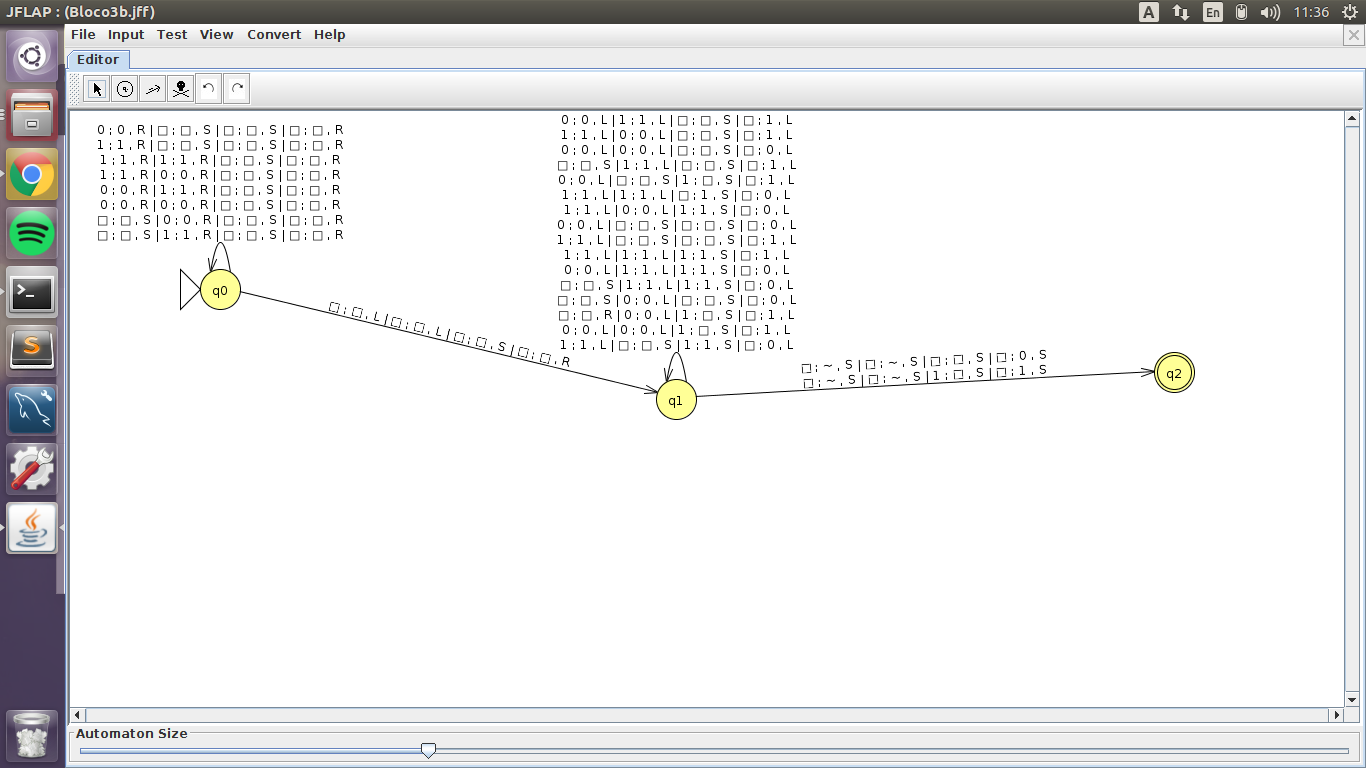 JFLAP : (Bloco3b.jff)
A
En
11:36
File Input Test View Convert Help
Editor
0;0,R|□;□,S|□;□,S|□;□,R
1;1,R|□;□,S|□;□,S|□;□,R
1;1,R|1;1,R|□;□,S|□;□,R
1;1,R|0;0,R|□;□,S|□;□,R
0;0,R|1;1,R|□;□,S|□;□,R
0;0,R|0;0,R|□;□,S|□;□,R
□;□,S|0;0,R|□;□,S|□;□,R
□;□,S|1;1,R|□;□,S|□;□,R
q0
□;□,L|□;□,L|□;□,S|□;□,R
0;0,L|1;1,L|□;□,S|□;1,L
1;1,L|0;0,L|□;□,S|□;1,L
0;0,L|0;0,L|□;□,S|□;0,L
□;□,S|1;1,L|□;□,S|□;1,L
0;0,L|□;□,S|1;□,S|□;1,L
1;1,L|1;1,L|□;1,S|□;0,L
1;1,L|0;0,L|1;1,S|□;0,L
0;0,L|□;□,S|□;□,S|□;0,L
1;1,L|□;□,S|□;□,S|□;1,L
1;1,L|1;1,L|1;1,S|□;1,L
0;0,L|1;1,L|1;1,S|□;0,L
□;□,S|1;1,L|1;1,S|□;0,L
□;□,S|0;0,L|□;□,S|□;0,L
□;□,R|0;0,L|1;□,S|□;1,L
0;0,L|0;0,L|1;□,S|□;1,L
1;1,L|□;□,S|1;1,S|□;0,L
q1
□;~,S|□;~,S|□;□,S|□;0,S
□;~,S|□;~,S|1;□,S|□;1,S
q2
Automaton Size